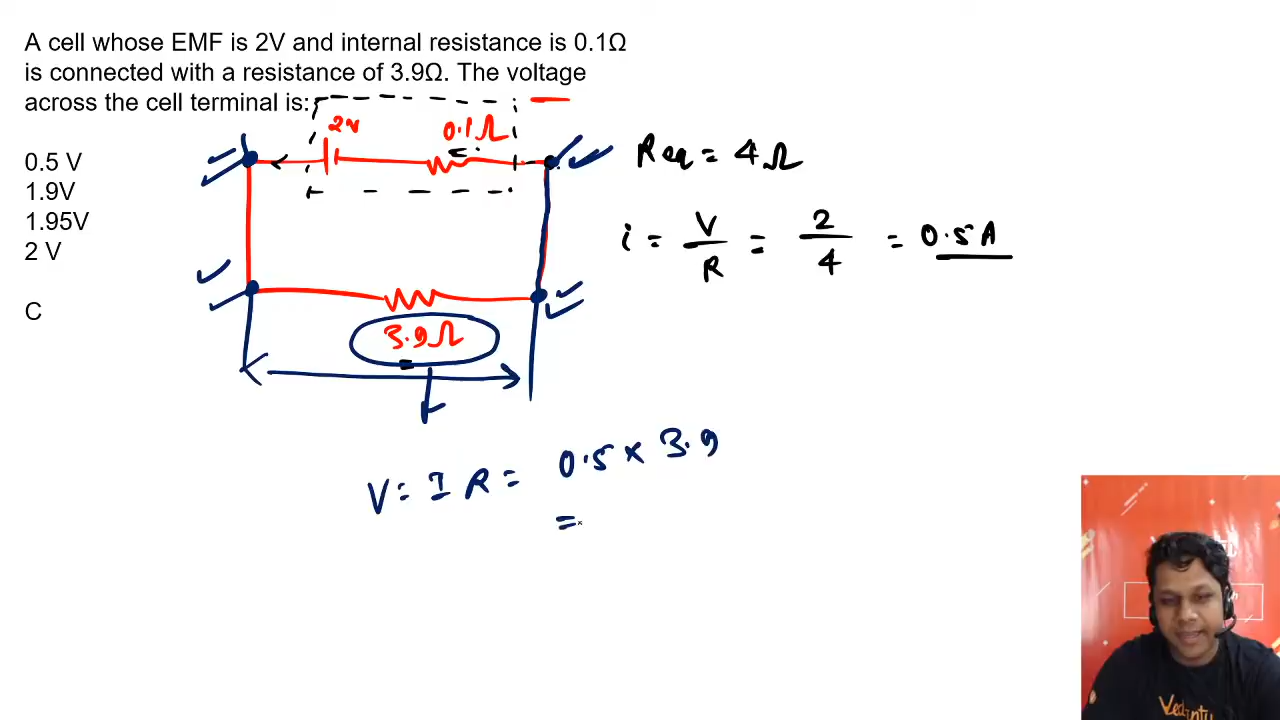 A cell whose EMF is 2V and internal resistance is 0.1Ω
is connected with a resistance of 3.9Ω. The voltage
across the cell terminal is:
2v
0.1Ω
0.5 V
1.9V
1.95V
2 V
C
3.9Ω
Req = 4Ω
i = V/R = 2/4 = 0.5A
V = I R = 0.5 × 3.9
=
Vedantu